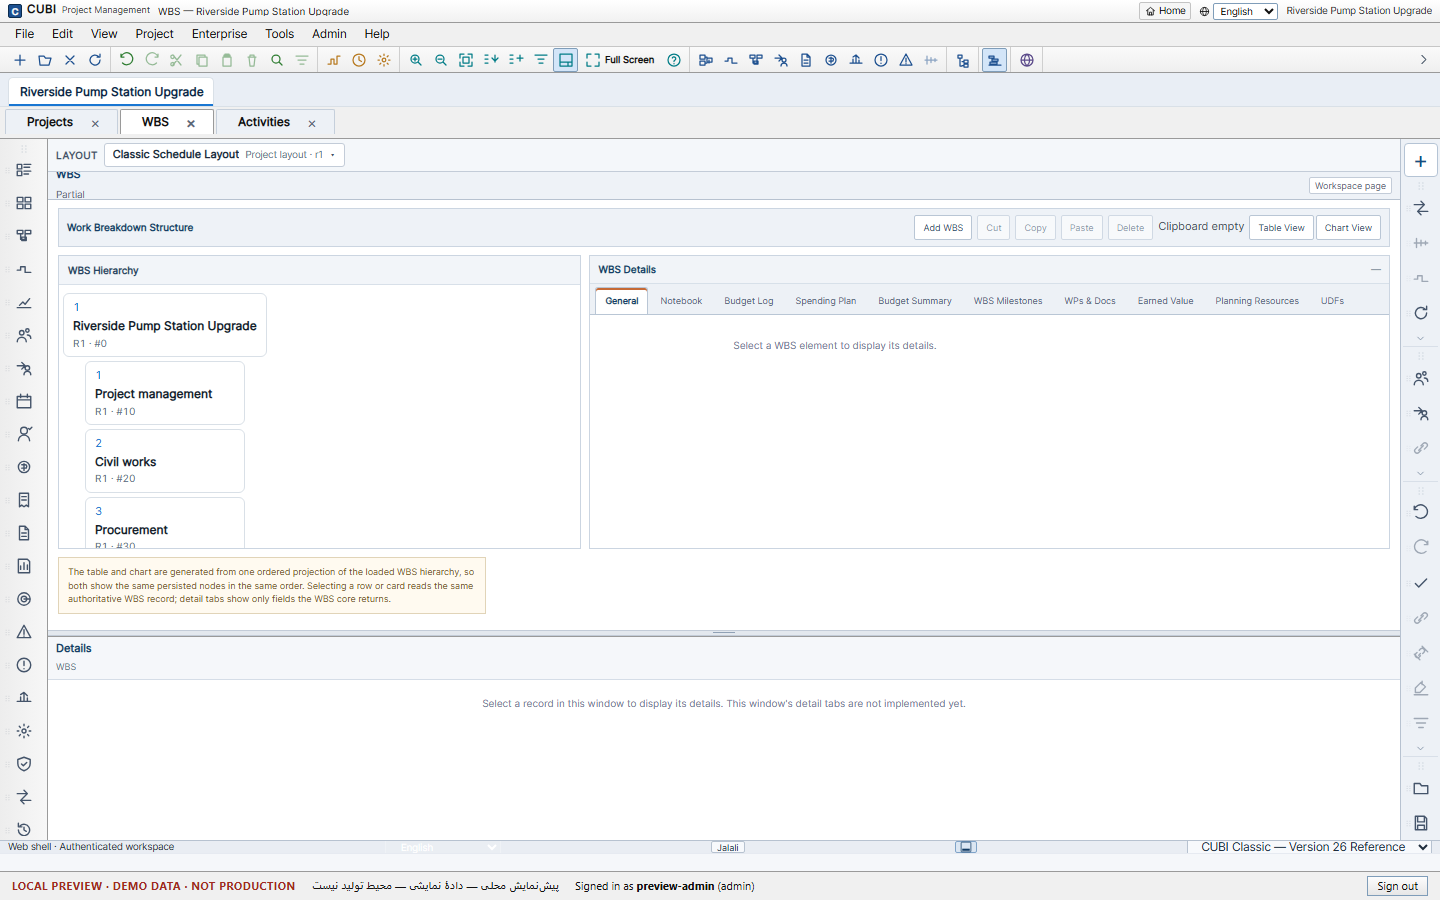 C CUBI Project Management WBS — Riverside Pump Station Upgrade
Home English Riverside Pump Station Upgrade
File Edit View Project Enterprise Tools Admin Help
Full Screen
Riverside Pump Station Upgrade
Projects × WBS × Activities ×
LAYOUT Classic Schedule Layout Project layout · r1
WBS
Partial
Workspace page
Work Breakdown Structure
Add WBS Cut Copy Paste Delete Clipboard empty Table View Chart View
WBS Hierarchy
1
Riverside Pump Station Upgrade
R1 · #0
1
Project management
R1 · #10
2
Civil works
R1 · #20
3
Procurement
R1 · #30
WBS Details
General Notebook Budget Log Spending Plan Budget Summary WBS Milestones WPs & Docs Earned Value Planning Resources UDFs
Select a WBS element to display its details.
The table and chart are generated from one ordered projection of the loaded WBS hierarchy, so
both show the same persisted nodes in the same order. Selecting a row or card reads the same
authoritative WBS record; detail tabs show only fields the WBS core returns.
Details
WBS
Select a record in this window to display its details. This window's detail tabs are not implemented yet.
Web shell · Authenticated workspace English Jalali CUBI Classic — Version 26 Reference
LOCAL PREVIEW · DEMO DATA · NOT PRODUCTION پیش‌نمایش محلی — دادهٔ نمایشی — محیط تولید نیست Signed in as preview-admin (admin) Sign out